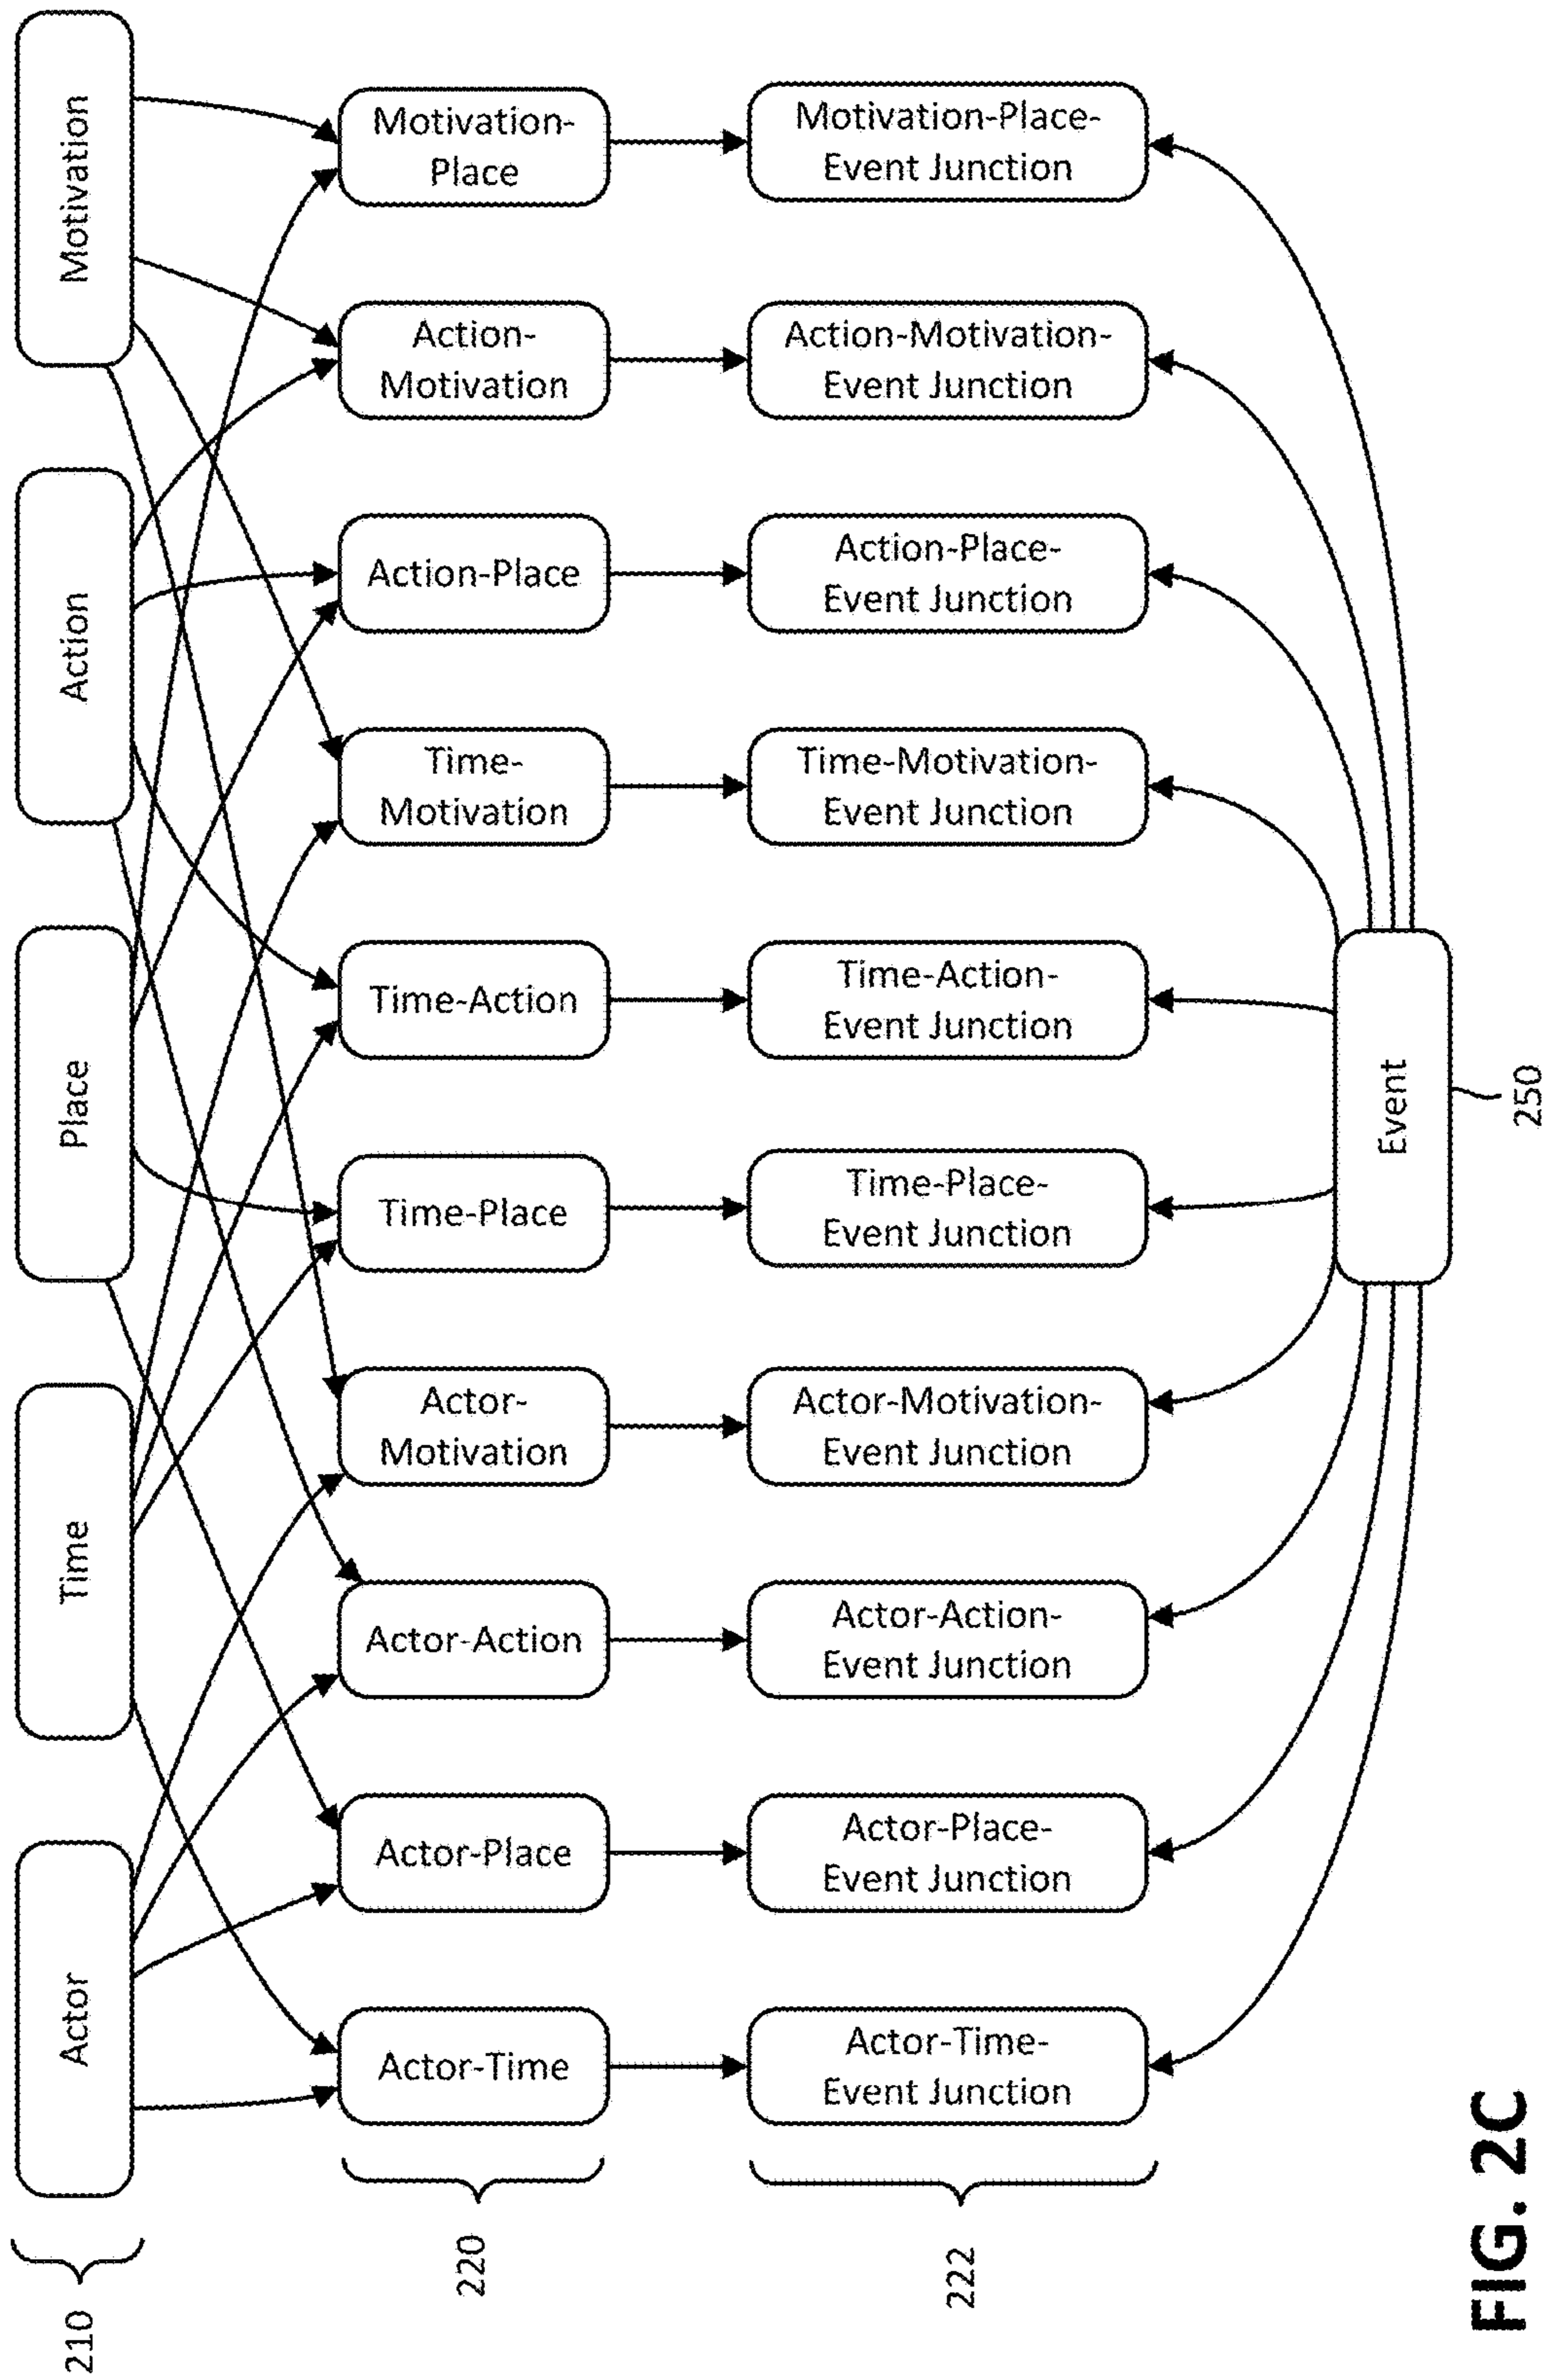 Motivation
Action
Place
Time
Actor
210
Motivation-
Place
Action-
Motivation
Action-Place
Time-
Motivation
Time-Action
Time-Place
Actor-
Motivation
Actor-Action
Actor-Place
Actor-Time
220
Motivation-Place-
Event Junction
Action-Motivation-
Event Junction
Action-Place-
Event Junction
Time-Motivation-
Event Junction
Time-Action-
Event Junction
Time-Place-
Event Junction
Actor-Motivation-
Event Junction
Actor-Action-
Event Junction
Actor-Place-
Event Junction
Actor-Time-
Event Junction
222
Event
250
FIG. 2C